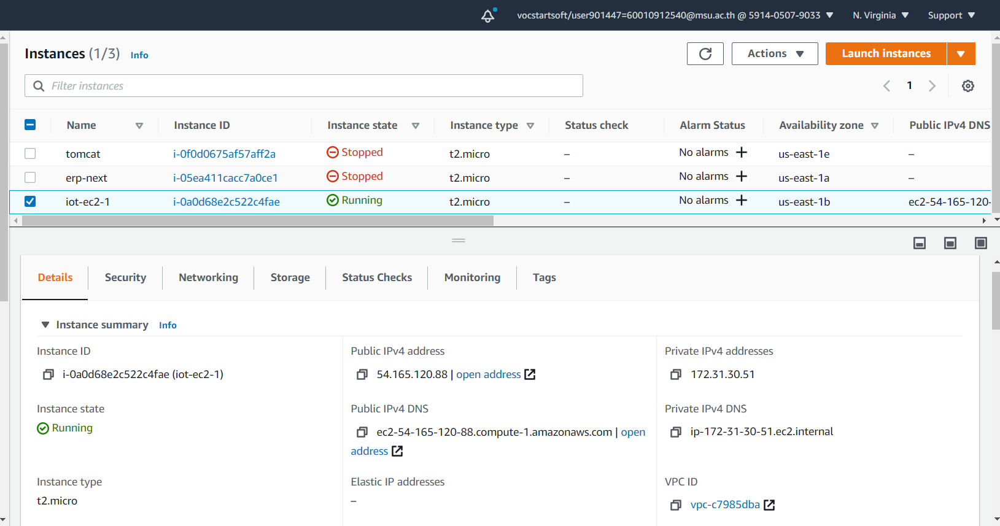 vocstartsoft/user901447=60010912540@msu.ac.th @ 5914-0507-9033 N. Virginia Support
Instances (1/3) Info
Actions
Launch instances
Filter instances
1
Name Instance ID Instance state Instance type Status check Alarm Status Availability zone Public IPv4 DNS
tomcat i-0f0d0675af57aff2a Stopped t2.micro – No alarms + us-east-1e –
erp-next i-05ea411cacc7a0ce1 Stopped t2.micro – No alarms + us-east-1a –
iot-ec2-1 i-0a0d68e2c522c4fae Running t2.micro – No alarms + us-east-1b ec2-54-165-120-
Details Security Networking Storage Status Checks Monitoring Tags
Instance summary Info
Instance ID
i-0a0d68e2c522c4fae (iot-ec2-1)
Public IPv4 address
54.165.120.88 | open address
Private IPv4 addresses
172.31.30.51
Instance state
Running
Public IPv4 DNS
ec2-54-165-120-88.compute-1.amazonaws.com | open
address
Private IPv4 DNS
ip-172-31-30-51.ec2.internal
Instance type
t2.micro
Elastic IP addresses
–
VPC ID
vpc-c7985dba